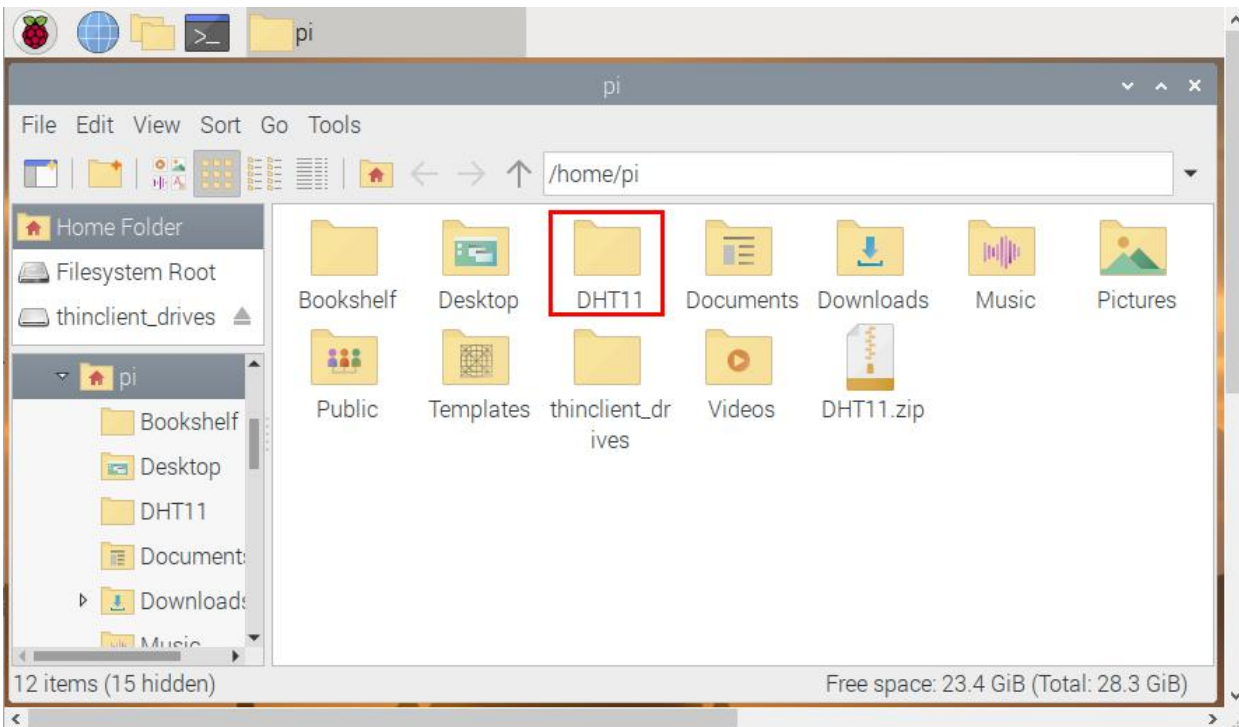 pi
pi
File Edit View Sort Go Tools
/home/pi
Home Folder
Filesystem Root
thinclient_drives
pi
Bookshelf
Desktop
DHT11
Documents
Downloads
Music
Bookshelf Desktop DHT11 Documents Downloads Music Pictures
Public Templates thinclient_dr Videos DHT11.zip
ives
12 items (15 hidden) Free space: 23.4 GiB (Total: 28.3 GiB)